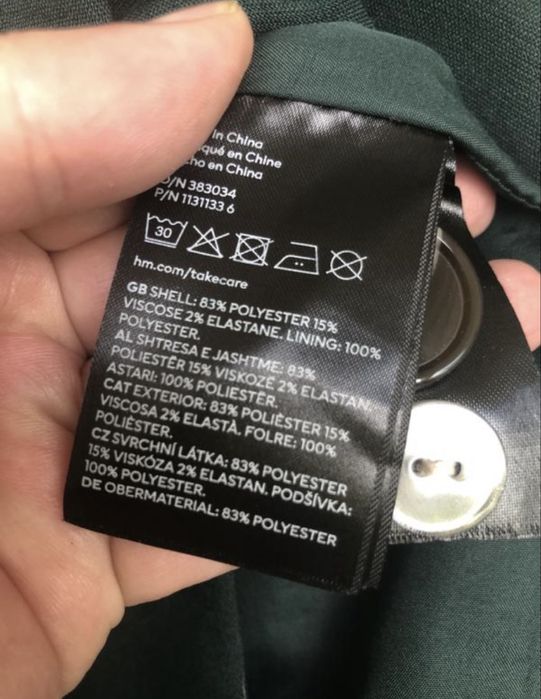 in China
en Chine
en China
O/N 383034
P/N 1131133 6
30
hm.com/takecare
GB SHELL: 83% POLYESTER 15%
VISCOSE 2% ELASTANE. LINING: 100%
POLYESTER.
AL SHTRESA E JASHTME: 83%
POLIESTËR 15% VISKOZË 2% ELASTAN.
ASTARI: 100% POLIESTËR.
CAT EXTERIOR: 83% POLIÈSTER 15%
VISCOSA 2% ELASTÀ. FOLRE: 100%
POLIÈSTER.
CZ SVRCHNÍ LÁTKA: 83% POLYESTER
15% VISKÓZA 2% ELASTAN. PODŠÍVKA:
100% POLYESTER.
DE OBERMATERIAL: 83% POLYESTER